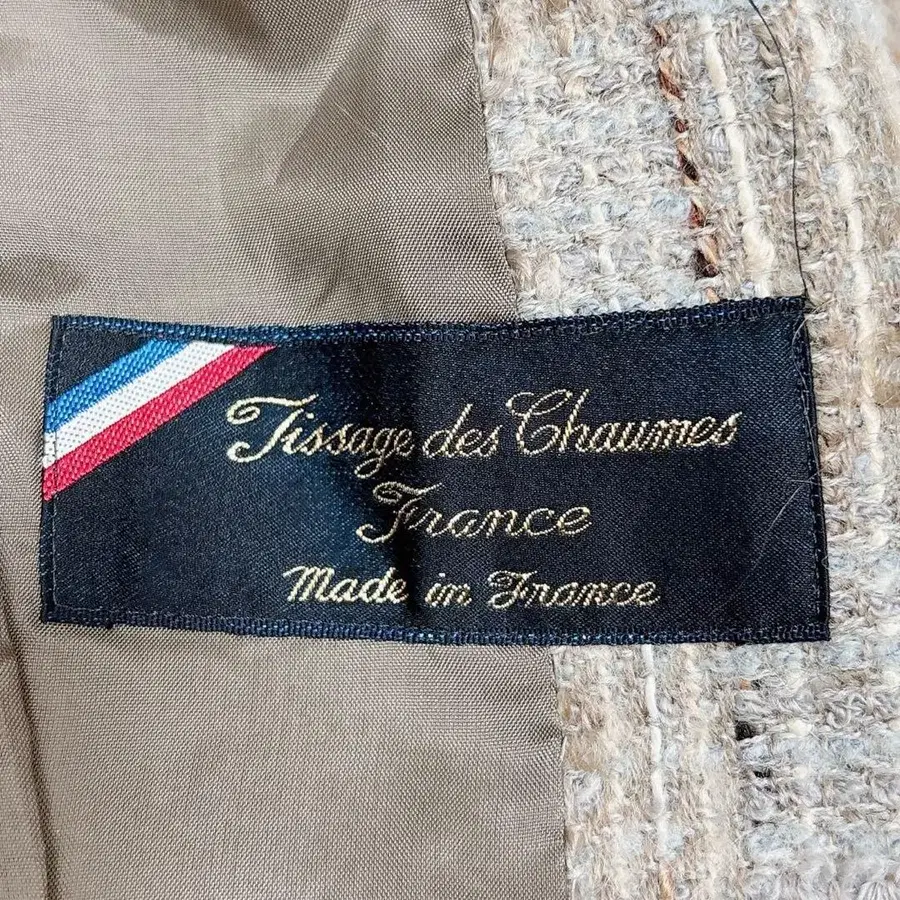 Tissage des Chaumes
France
Made in France